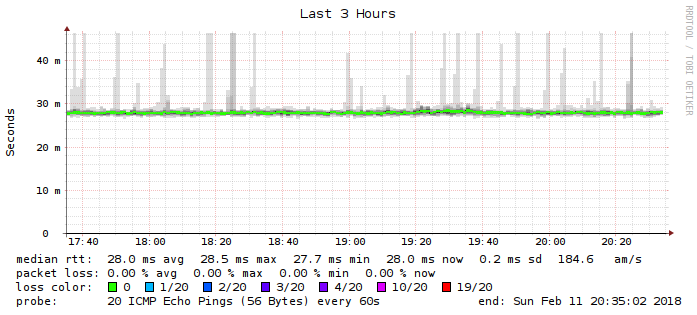 Last 3 Hours
RRDTOOL / TOBI OETIKER
Seconds
40 m
30 m
20 m
10 m
0
17:40 18:00 18:20 18:40 19:00 19:20 19:40 20:00 20:20
median rtt: 28.0 ms avg 28.5 ms max 27.7 ms min 28.0 ms now 0.2 ms sd 184.6 am/s
packet loss: 0.00 % avg 0.00 % max 0.00 % min 0.00 % now
loss color: 0 1/20 2/20 3/20 4/20 10/20 19/20
probe: 20 ICMP Echo Pings (56 Bytes) every 60s end: Sun Feb 11 20:35:02 2018